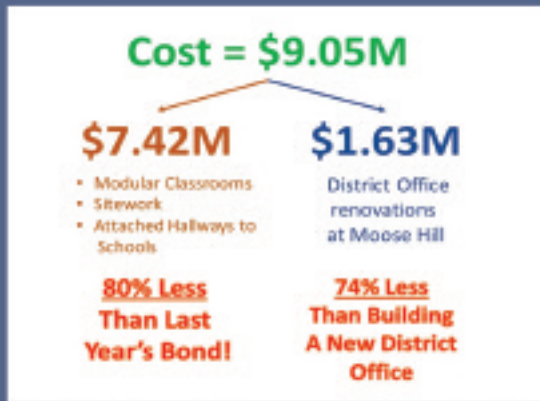 Cost = $9.05M
$7.42M
• Modular Classrooms
• Sitework
• Attached Hallways to
Schools
80% Less
Than Last
Year's Bond!
$1.63M
District Office
renovations
at Moose Hill
74% Less
Than Building
A New District
Office